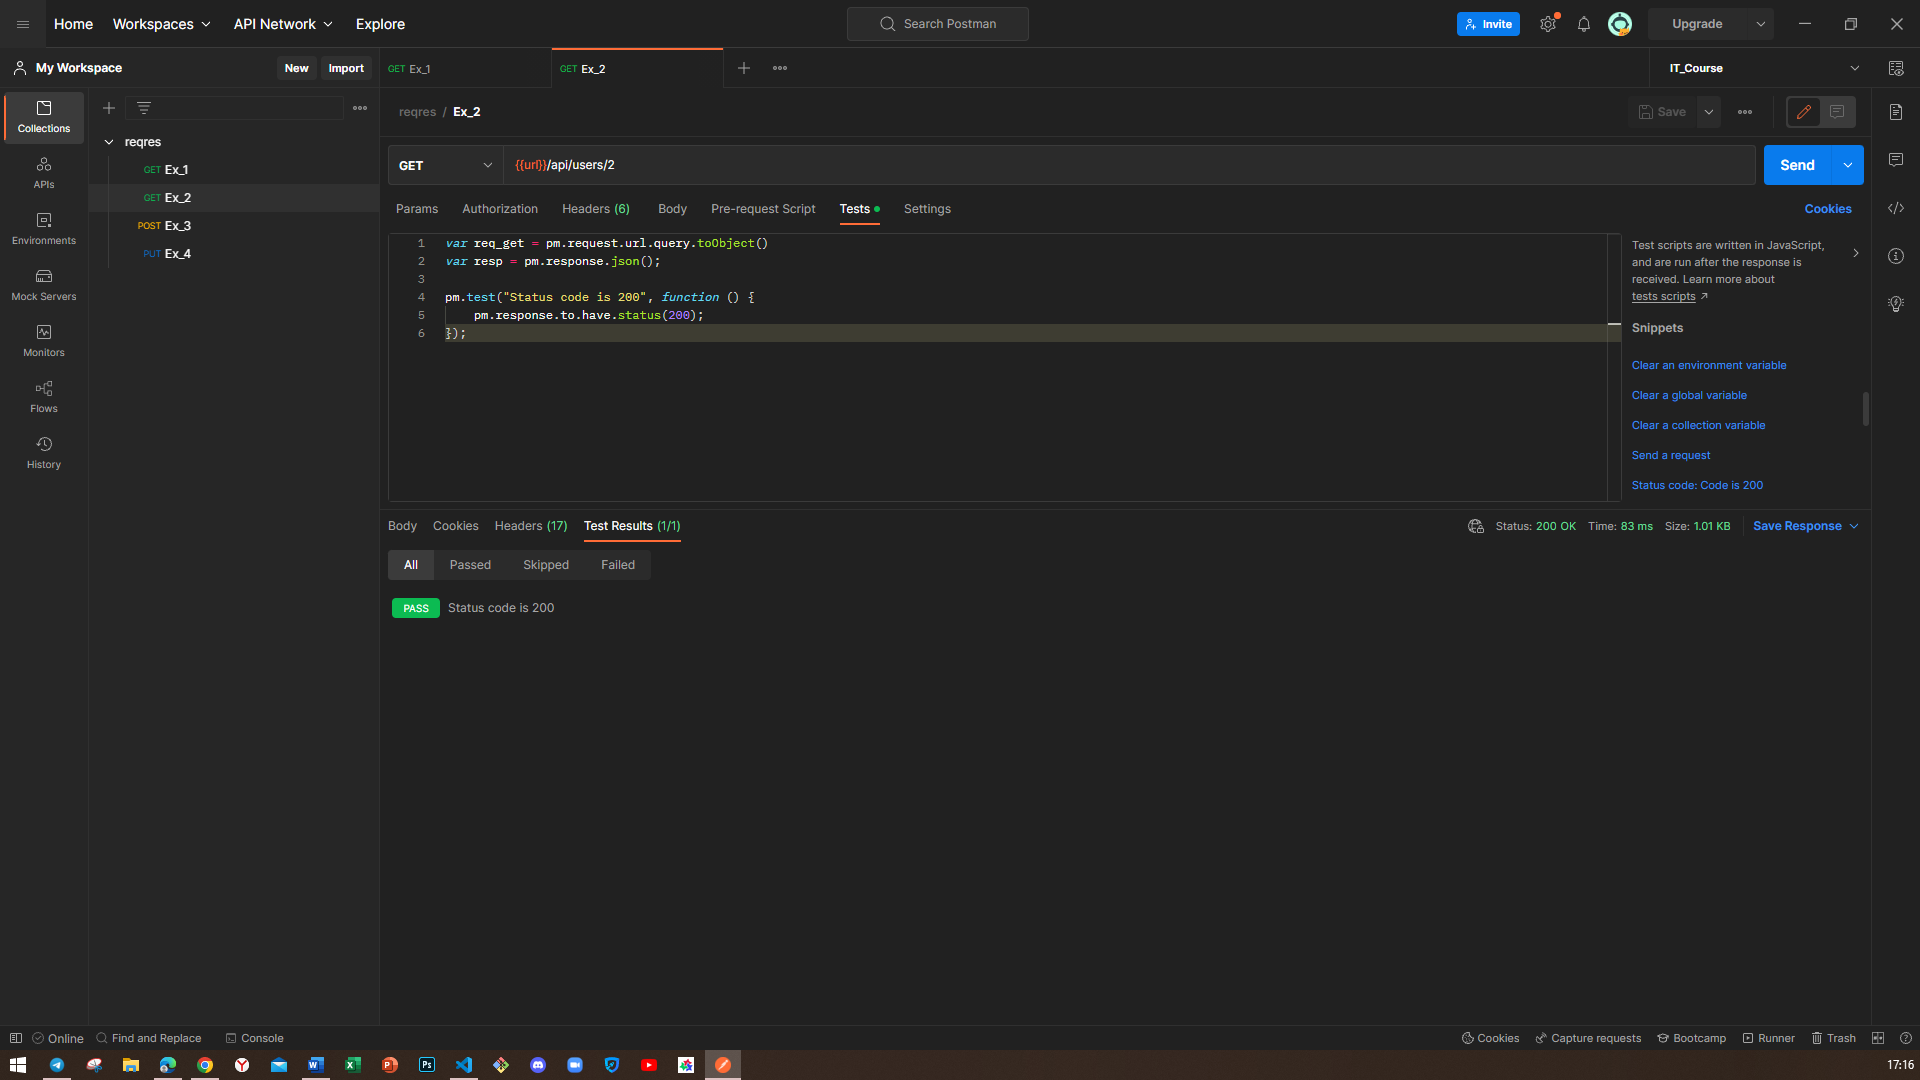 Home Workspaces API Network Explore Search Postman Invite Upgrade
My Workspace New Import GET Ex_1 GET Ex_2 IT_Course
Collections
APIs
Environments
Mock Servers
Monitors
Flows
History
reqres
GET Ex_1
GET Ex_2
POST Ex_3
PUT Ex_4
reqres / Ex_2 Save
GET {{url}}/api/users/2 Send
Params Authorization Headers (6) Body Pre-request Script Tests Settings Cookies
1 var req_get = pm.request.url.query.toObject()
2 var resp = pm.response.json();
3
4 pm.test("Status code is 200", function () {
5 pm.response.to.have.status(200);
6 });
Test scripts are written in JavaScript,
and are run after the response is
received. Learn more about
tests scripts ↗
Snippets
Clear an environment variable
Clear a global variable
Clear a collection variable
Send a request
Status code: Code is 200
Body Cookies Headers (17) Test Results (1/1) Status: 200 OK Time: 83 ms Size: 1.01 KB Save Response
All Passed Skipped Failed
PASS Status code is 200
Online Find and Replace Console Cookies Capture requests Bootcamp Runner Trash
17:16